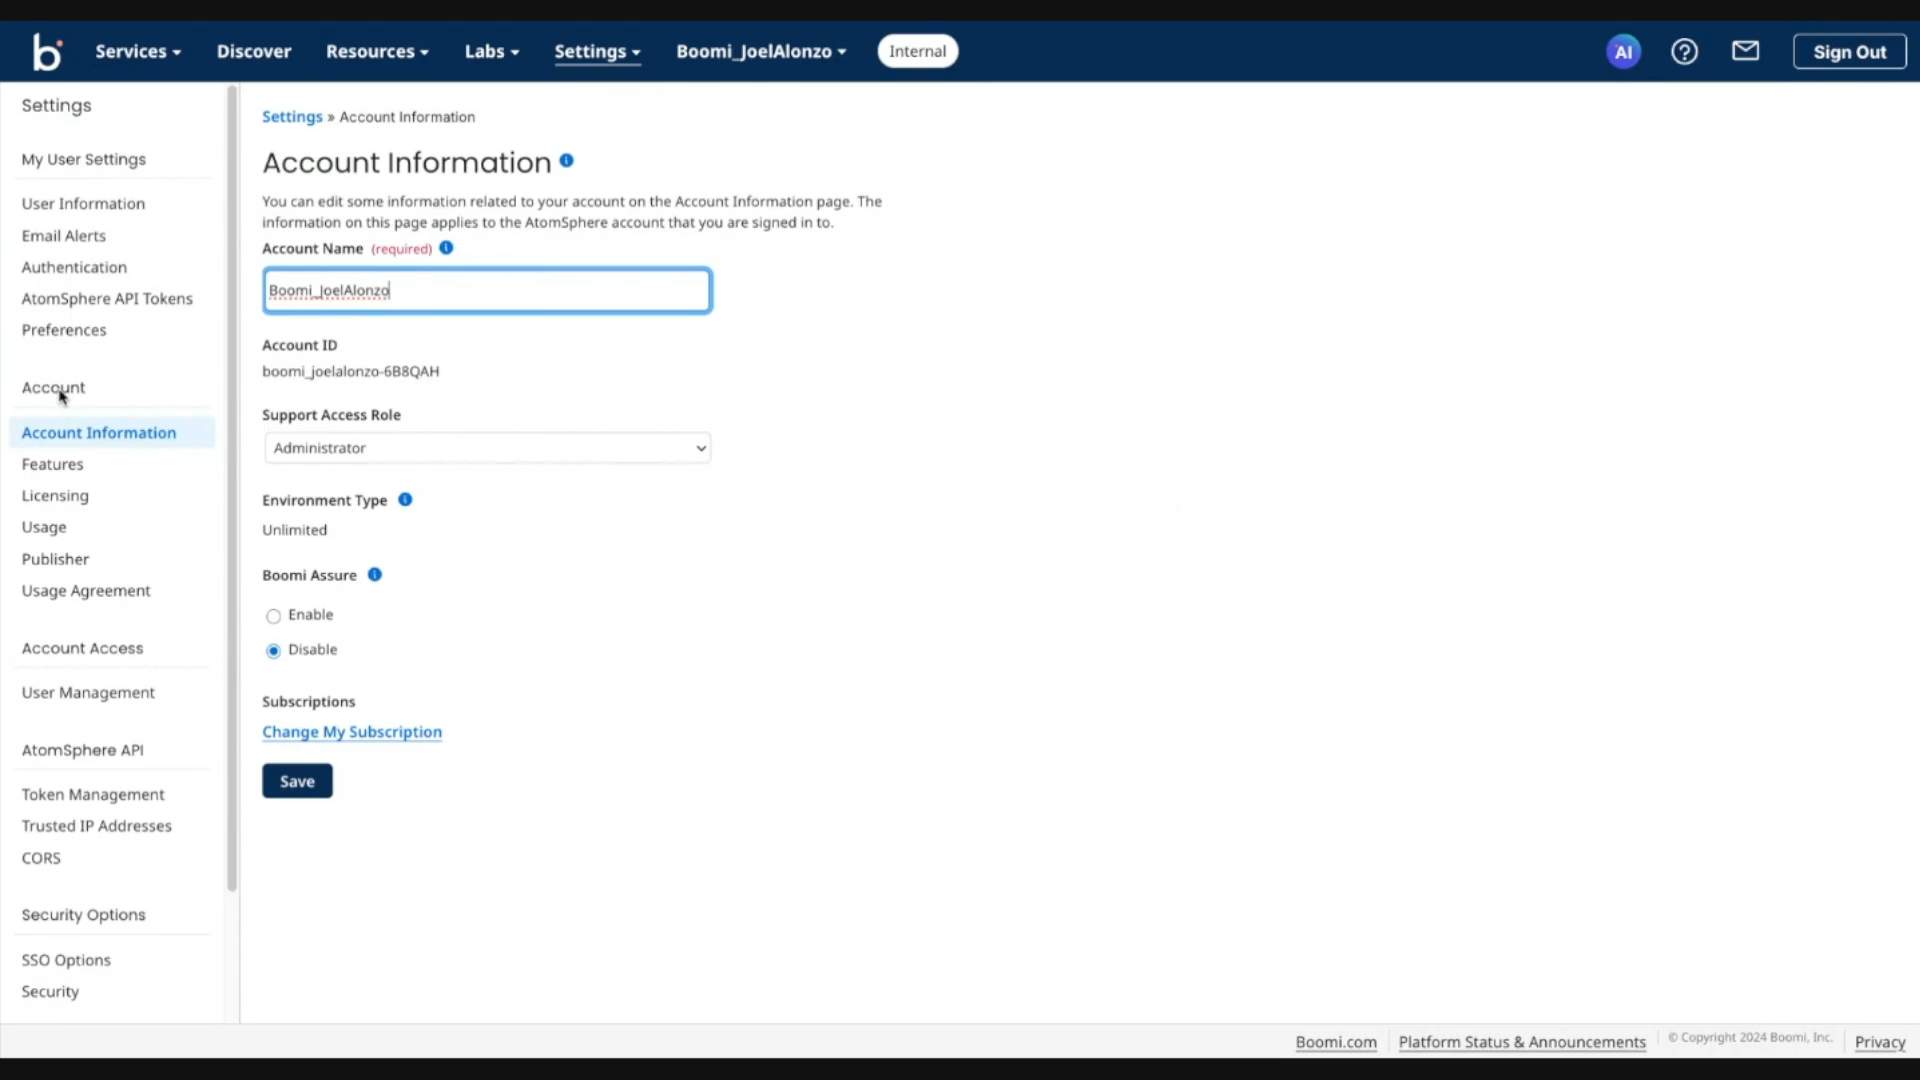 b
Services
Discover
Resources
Labs
Settings
Boomi_JoelAlonzo
Internal
AI
Sign Out
Settings
My User Settings
User Information
Email Alerts
Authentication
AtomSphere API Tokens
Preferences
Account
Account Information
Features
Licensing
Usage
Publisher
Usage Agreement
Account Access
User Management
AtomSphere API
Token Management
Trusted IP Addresses
CORS
Security Options
SSO Options
Security
Settings » Account Information
Account Information
You can edit some information related to your account on the Account Information page. The
information on this page applies to the AtomSphere account that you are signed in to.
Account Name (required)
Boomi_JoelAlonzo
Account ID
boomi_joelalonzo-6B8QAH
Support Access Role
Administrator
Environment Type
Unlimited
Boomi Assure
Enable
Disable
Subscriptions
Change My Subscription
Save
Boomi.com
Platform Status & Announcements
© Copyright 2024 Boomi, Inc.
Privacy